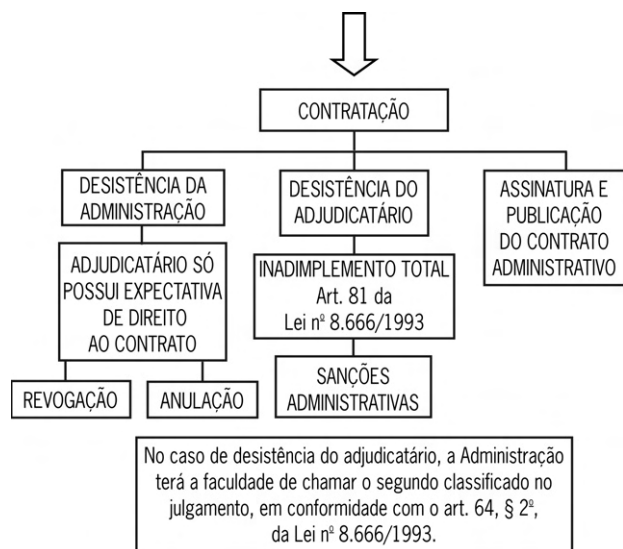 CONTRATAÇÃO
DESISTÊNCIA DA
ADMINISTRAÇÃO
DESISTÊNCIA DO
ADJUDICATÁRIO
ASSINATURA E
PUBLICAÇÃO
DO CONTRATO
ADMINISTRATIVO
ADJUDICATÁRIO SÓ
POSSUI EXPECTATIVA
DE DIREITO
AO CONTRATO
INADIMPLEMENTO TOTAL
Art. 81 da
Lei nº 8.666/1993
REVOGAÇÃO
ANULAÇÃO
SANÇÕES
ADMINISTRATIVAS
No caso de desistência do adjudicatário, a Administração
terá a faculdade de chamar o segundo classificado no
julgamento, em conformidade com o art. 64, § 2º,
da Lei nº 8.666/1993.